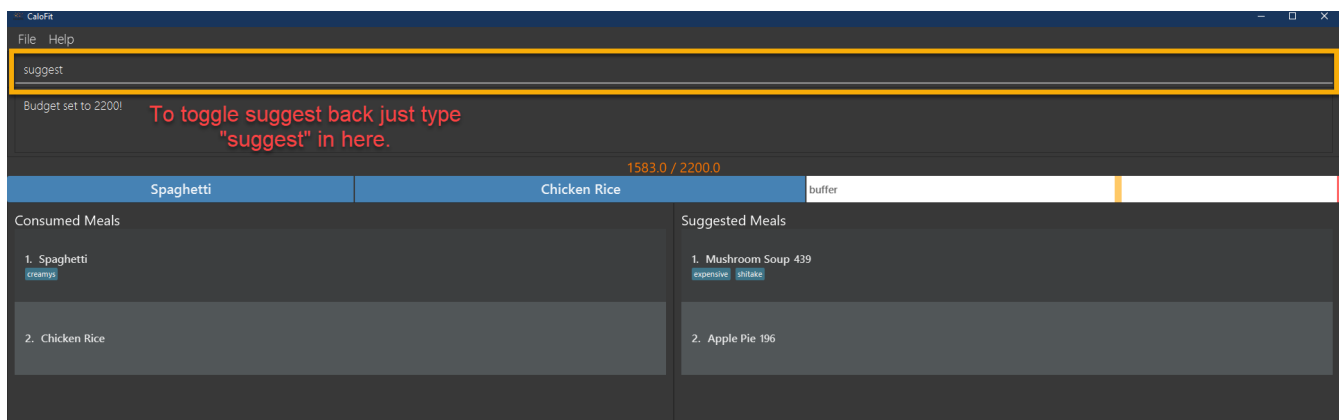 CaloFit
File Help
suggest
Budget set to 2200!
To toggle suggest back just type
"suggest" in here.
1583.0 / 2200.0
Spaghetti Chicken Rice buffer
Consumed Meals Suggested Meals
1. Spaghetti 1. Mushroom Soup 439
creamys expensive shitake
2. Chicken Rice 2. Apple Pie 196